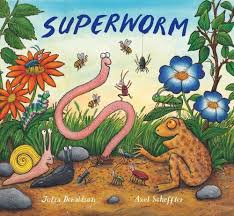 SUPERWORM
Julia Donaldson
Axel Scheffler